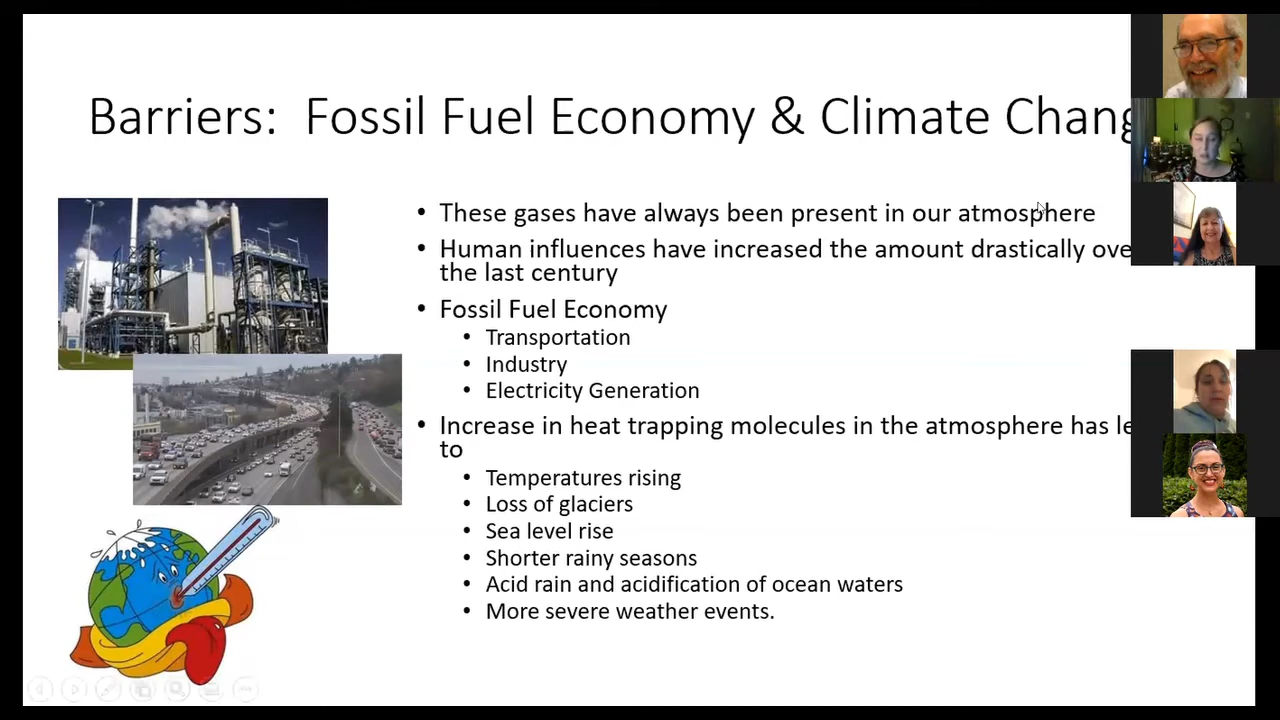 Barriers: Fossil Fuel Economy & Climate Chang
• These gases have always been present in our atmosphere
• Human influences have increased the amount drastically ove
the last century
• Fossil Fuel Economy
• Transportation
• Industry
• Electricity Generation
• Increase in heat trapping molecules in the atmosphere has le
to
• Temperatures rising
• Loss of glaciers
• Sea level rise
• Shorter rainy seasons
• Acid rain and acidification of ocean waters
• More severe weather events.